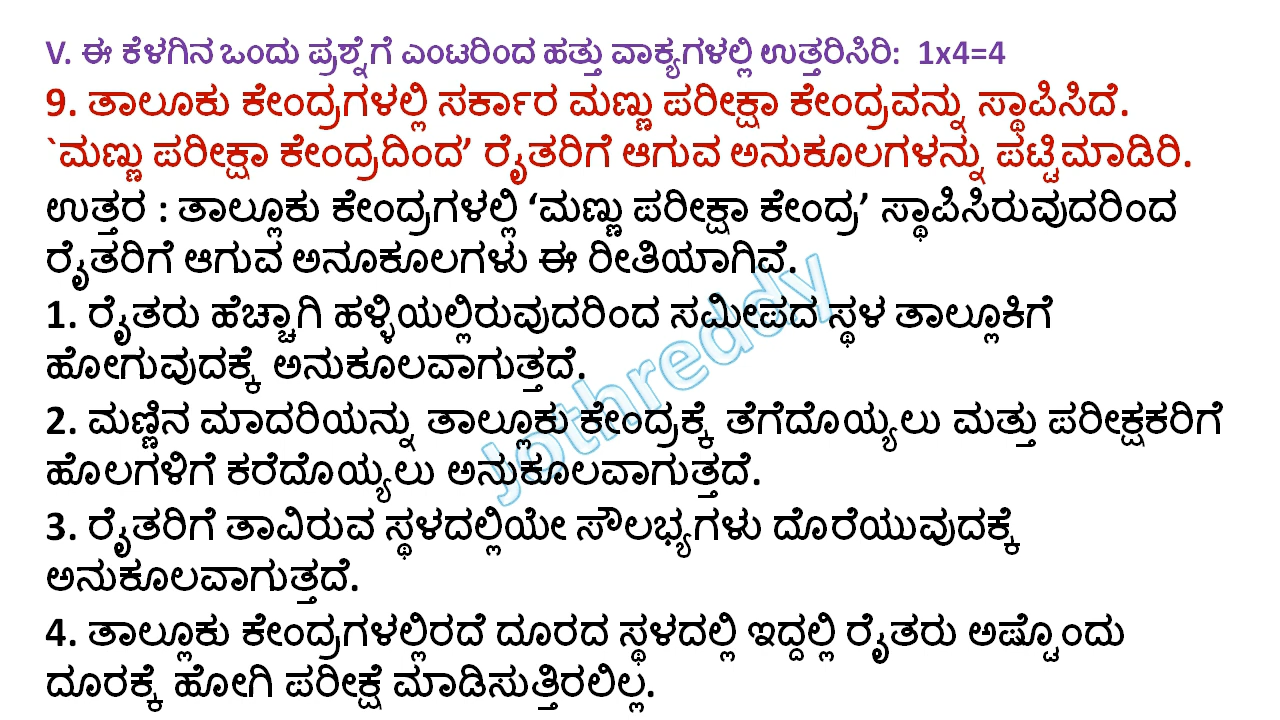 V. ಈ ಕೆಳಗಿನ ಒಂದು ಪ್ರಶ್ನೆಗೆ ಎಂಟರಿಂದ ಹತ್ತು ವಾಕ್ಯಗಳಲ್ಲಿ ಉತ್ತರಿಸಿರಿ: 1x4=4
9. ತಾಲೂಕು ಕೇಂದ್ರಗಳಲ್ಲಿ ಸರ್ಕಾರ ಮಣ್ಣು ಪರೀಕ್ಷಾ ಕೇಂದ್ರವನ್ನು ಸ್ಥಾಪಿಸಿದೆ.
`ಮಣ್ಣು ಪರೀಕ್ಷಾ ಕೇಂದ್ರದಿಂದ’ ರೈತರಿಗೆ ಆಗುವ ಅನುಕೂಲಗಳನ್ನು ಪಟ್ಟಿಮಾಡಿರಿ.
ಉತ್ತರ : ತಾಲ್ಲೂಕು ಕೇಂದ್ರಗಳಲ್ಲಿ ‘ಮಣ್ಣು ಪರೀಕ್ಷಾ ಕೇಂದ್ರ’ ಸ್ಥಾಪಿಸಿರುವುದರಿಂದ
ರೈತರಿಗೆ ಆಗುವ ಅನೂಕೂಲಗಳು ಈ ರೀತಿಯಾಗಿವೆ.
1. ರೈತರು ಹೆಚ್ಚಾಗಿ ಹಳ್ಳಿಯಲ್ಲಿರುವುದರಿಂದ ಸಮೀಪದ ಸ್ಥಳ ತಾಲ್ಲೂಕಿಗೆ
ಹೋಗುವುದಕ್ಕೆ ಅನುಕೂಲವಾಗುತ್ತದೆ.
2. ಮಣ್ಣಿನ ಮಾದರಿಯನ್ನು ತಾಲ್ಲೂಕು ಕೇಂದ್ರಕ್ಕೆ ತೆಗೆದೊಯ್ಯಲು ಮತ್ತು ಪರೀಕ್ಷಕರಿಗೆ
ಹೊಲಗಳಿಗೆ ಕರೆದೊಯ್ಯಲು ಅನುಕೂಲವಾಗುತ್ತದೆ.
3. ರೈತರಿಗೆ ತಾವಿರುವ ಸ್ಥಳದಲ್ಲಿಯೇ ಸೌಲಭ್ಯಗಳು ದೊರೆಯುವುದಕ್ಕೆ
ಅನುಕೂಲವಾಗುತ್ತದೆ.
4. ತಾಲ್ಲೂಕು ಕೇಂದ್ರಗಳಲ್ಲಿರದೆ ದೂರದ ಸ್ಥಳದಲ್ಲಿ ಇದ್ದಲ್ಲಿ ರೈತರು ಅಷ್ಟೊಂದು
ದೂರಕ್ಕೆ ಹೋಗಿ ಪರೀಕ್ಷೆ ಮಾಡಿಸುತ್ತಿರಲಿಲ್ಲ.
Jothreddy